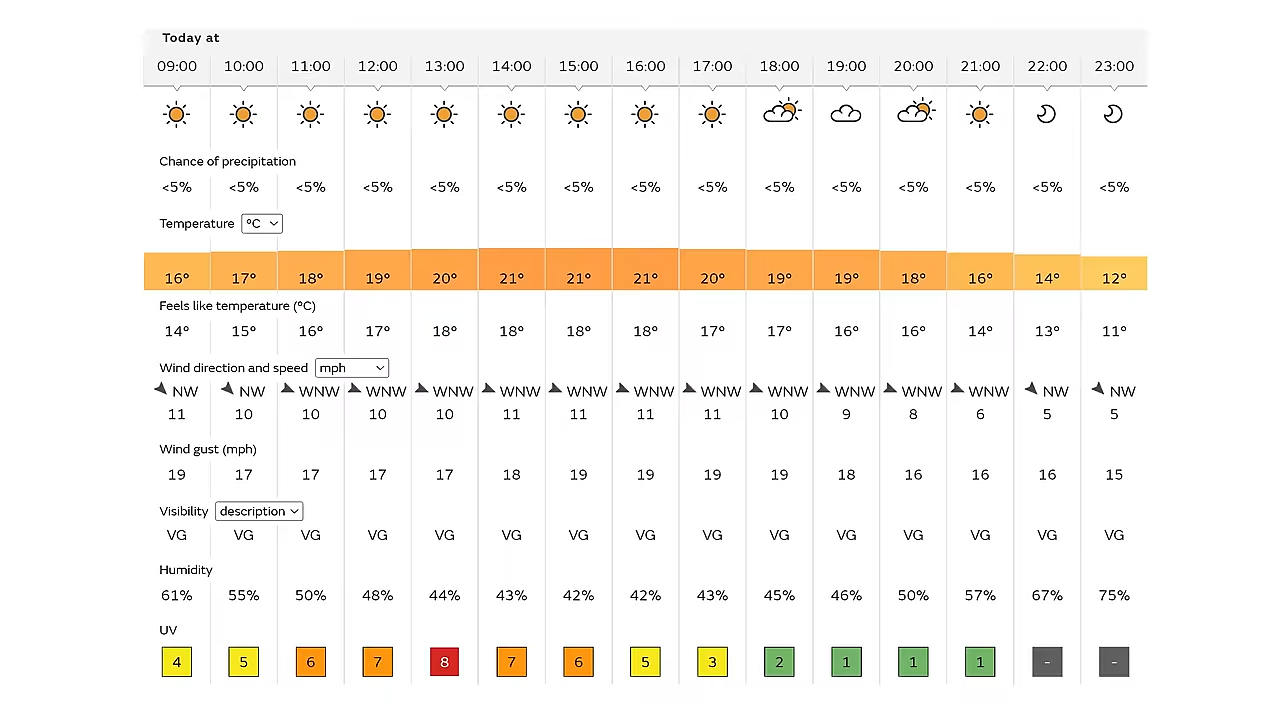 Today at
09:00 10:00 11:00 12:00 13:00 14:00 15:00 16:00 17:00 18:00 19:00 20:00 21:00 22:00 23:00
Chance of precipitation
<5% <5% <5% <5% <5% <5% <5% <5% <5% <5% <5% <5% <5% <5% <5%
Temperature °C
16° 17° 18° 19° 20° 21° 21° 21° 20° 19° 19° 18° 16° 14° 12°
Feels like temperature (°C)
14° 15° 16° 17° 18° 18° 18° 18° 17° 17° 16° 16° 14° 13° 11°
Wind direction and speed mph
NW NW WNW WNW WNW WNW WNW WNW WNW WNW WNW WNW WNW NW NW
11 10 10 10 10 11 11 11 11 10 9 8 6 5 5
Wind gust (mph)
19 17 17 17 17 18 19 19 19 19 18 16 16 16 15
Visibility description
VG VG VG VG VG VG VG VG VG VG VG VG VG VG VG
Humidity
61% 55% 50% 48% 44% 43% 42% 42% 43% 45% 46% 50% 57% 67% 75%
UV
4 5 6 7 8 7 6 5 3 2 1 1 1 - -